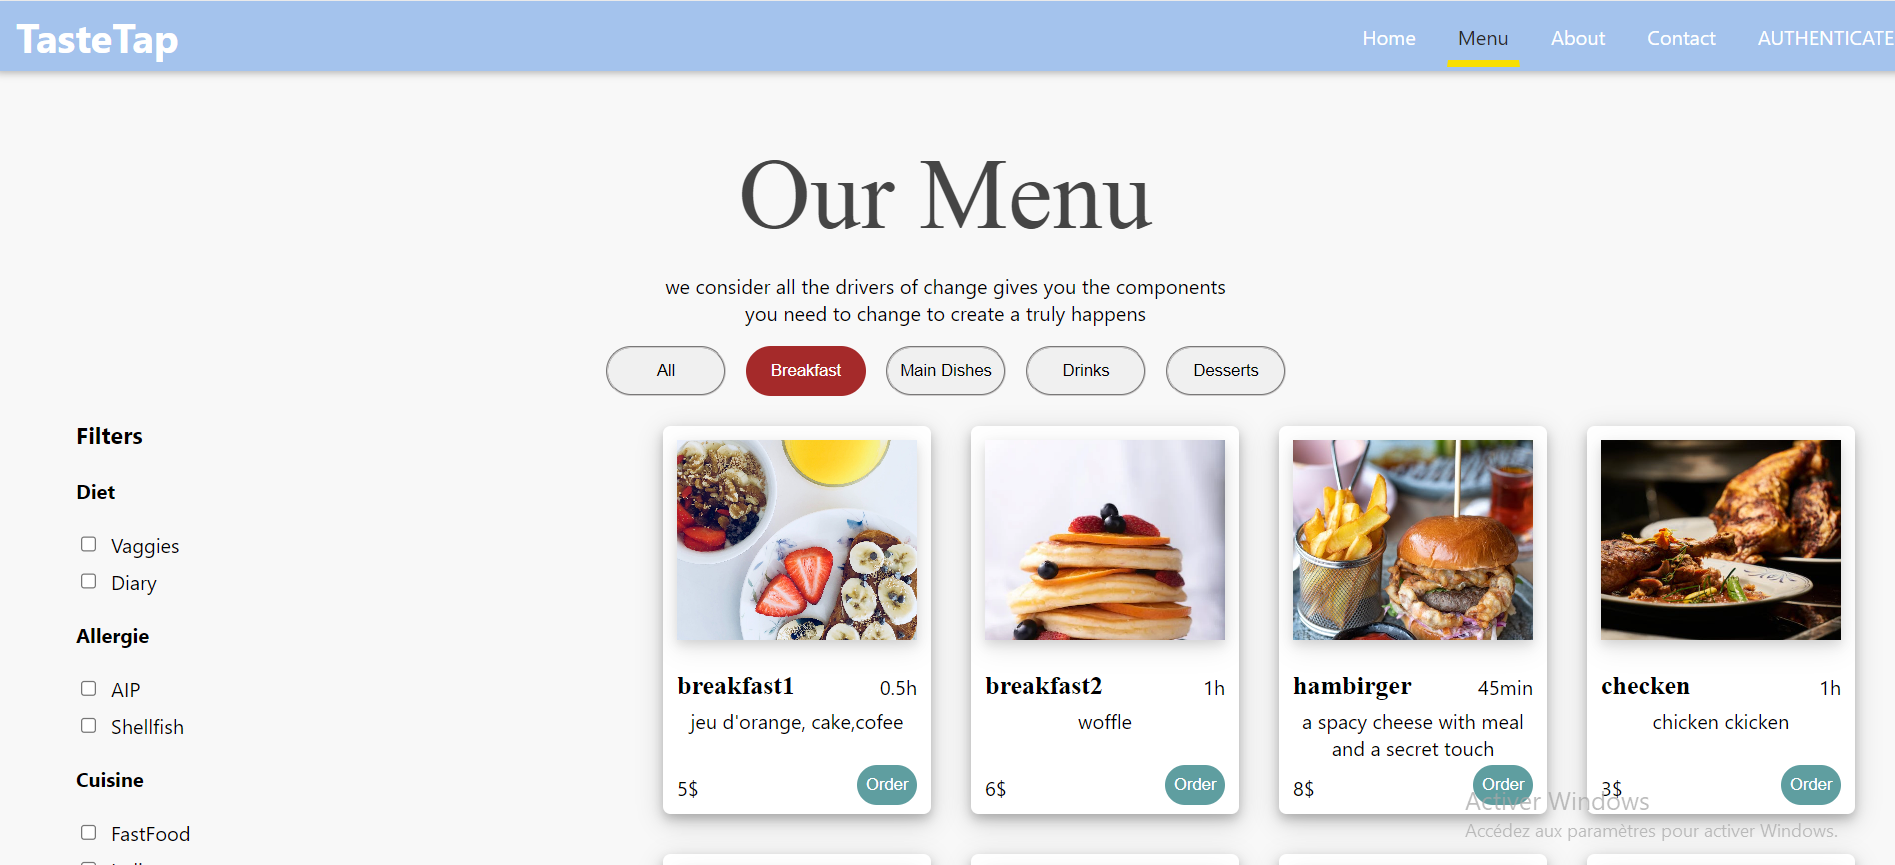 TasteTap
Home
Menu
About
Contact
AUTHENTICATE
Our Menu
we consider all the drivers of change gives you the components
you need to change to create a truly happens
All
Breakfast
Main Dishes
Drinks
Desserts
Filters
Diet
Vaggies
Diary
Allergie
AIP
Shellfish
Cuisine
FastFood
breakfast1
0.5h
jeu d'orange, cake,cofee
5$
Order
breakfast2
1h
woffle
6$
Order
hambirger
45min
a spacy cheese with meal
and a secret touch
8$
Order
checken
1h
chicken ckicken
3$
Order
Activer Windows
Accédez aux paramètres pour activer Windows.